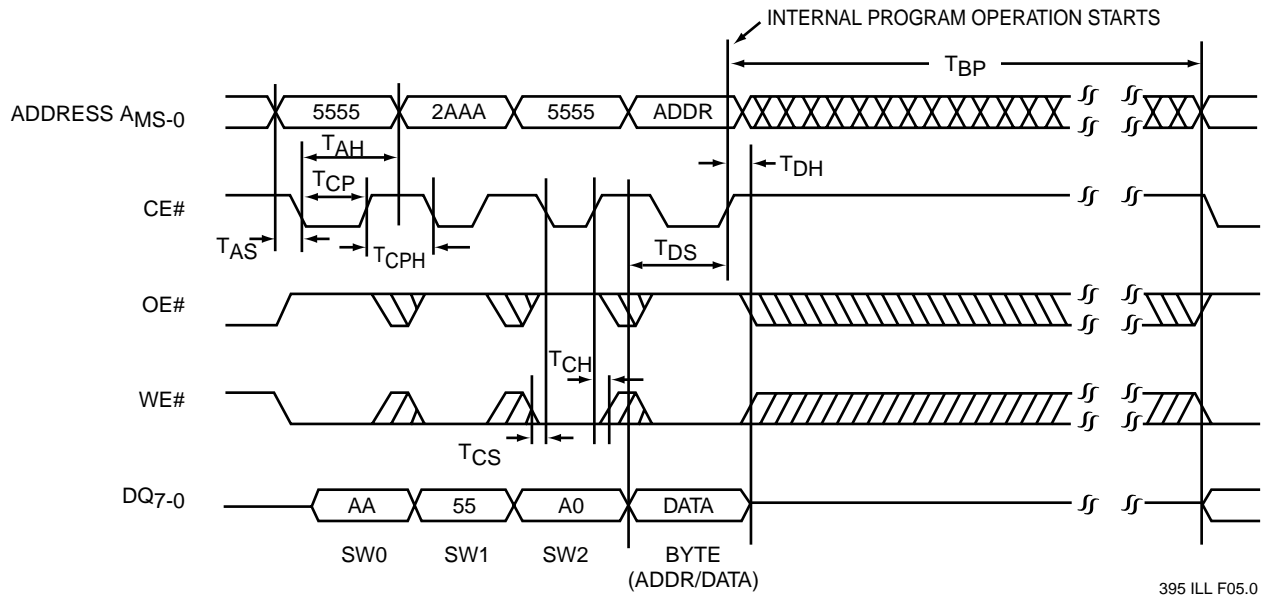 INTERNAL PROGRAM OPERATION STARTS
TBP
ADDRESS AMS-0
5555
2AAA
5555
ADDR
TAH
TDH
TCP
CE#
TAS
TCPH
TDS
OE#
TCH
WE#
TCS
DQ7-0
AA
55
A0
DATA
SW0
SW1
SW2
BYTE
(ADDR/DATA)
395 ILL F05.0